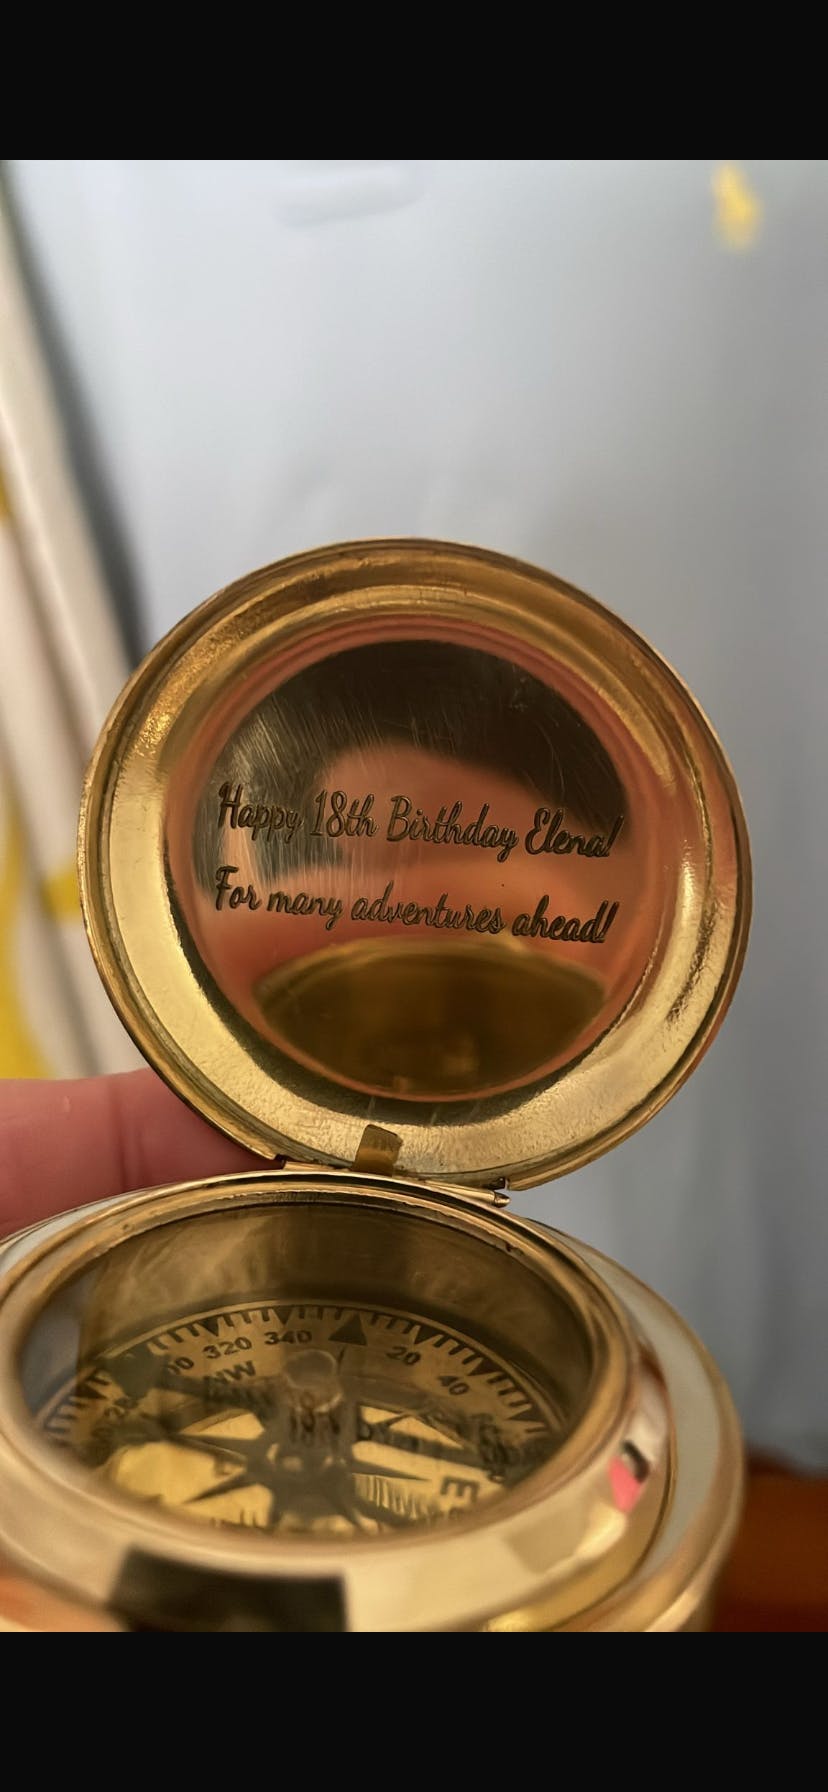 Happy 18th Birthday Elena!
For many adventures ahead!
320 340 20 40
NW
E